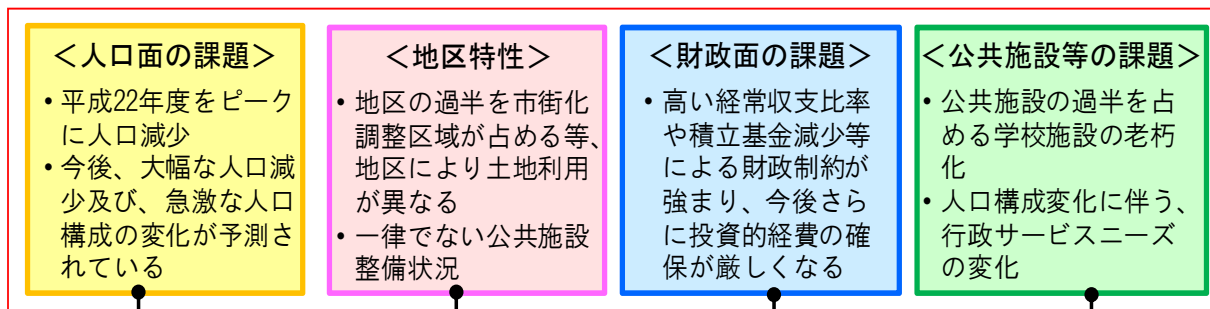 ＜人口面の課題＞
• 平成22年度をピーク
に人口減少
• 今後、大幅な人口減
少及び、急激な人口
構成の変化が予測さ
れている
＜地区特性＞
• 地区の過半を市街化
調整区域が占める等、
地区により土地利用
が異なる
• 一律でない公共施設
整備状況
＜財政面の課題＞
• 高い経常収支比率
や積立基金減少等
による財政制約が
強まり、今後さら
に投資的経費の確
保が厳しくなる
＜公共施設等の課題＞
• 公共施設の過半を占
める学校施設の老朽
化
• 人口構成変化に伴う、
行政サービスニーズ
の変化